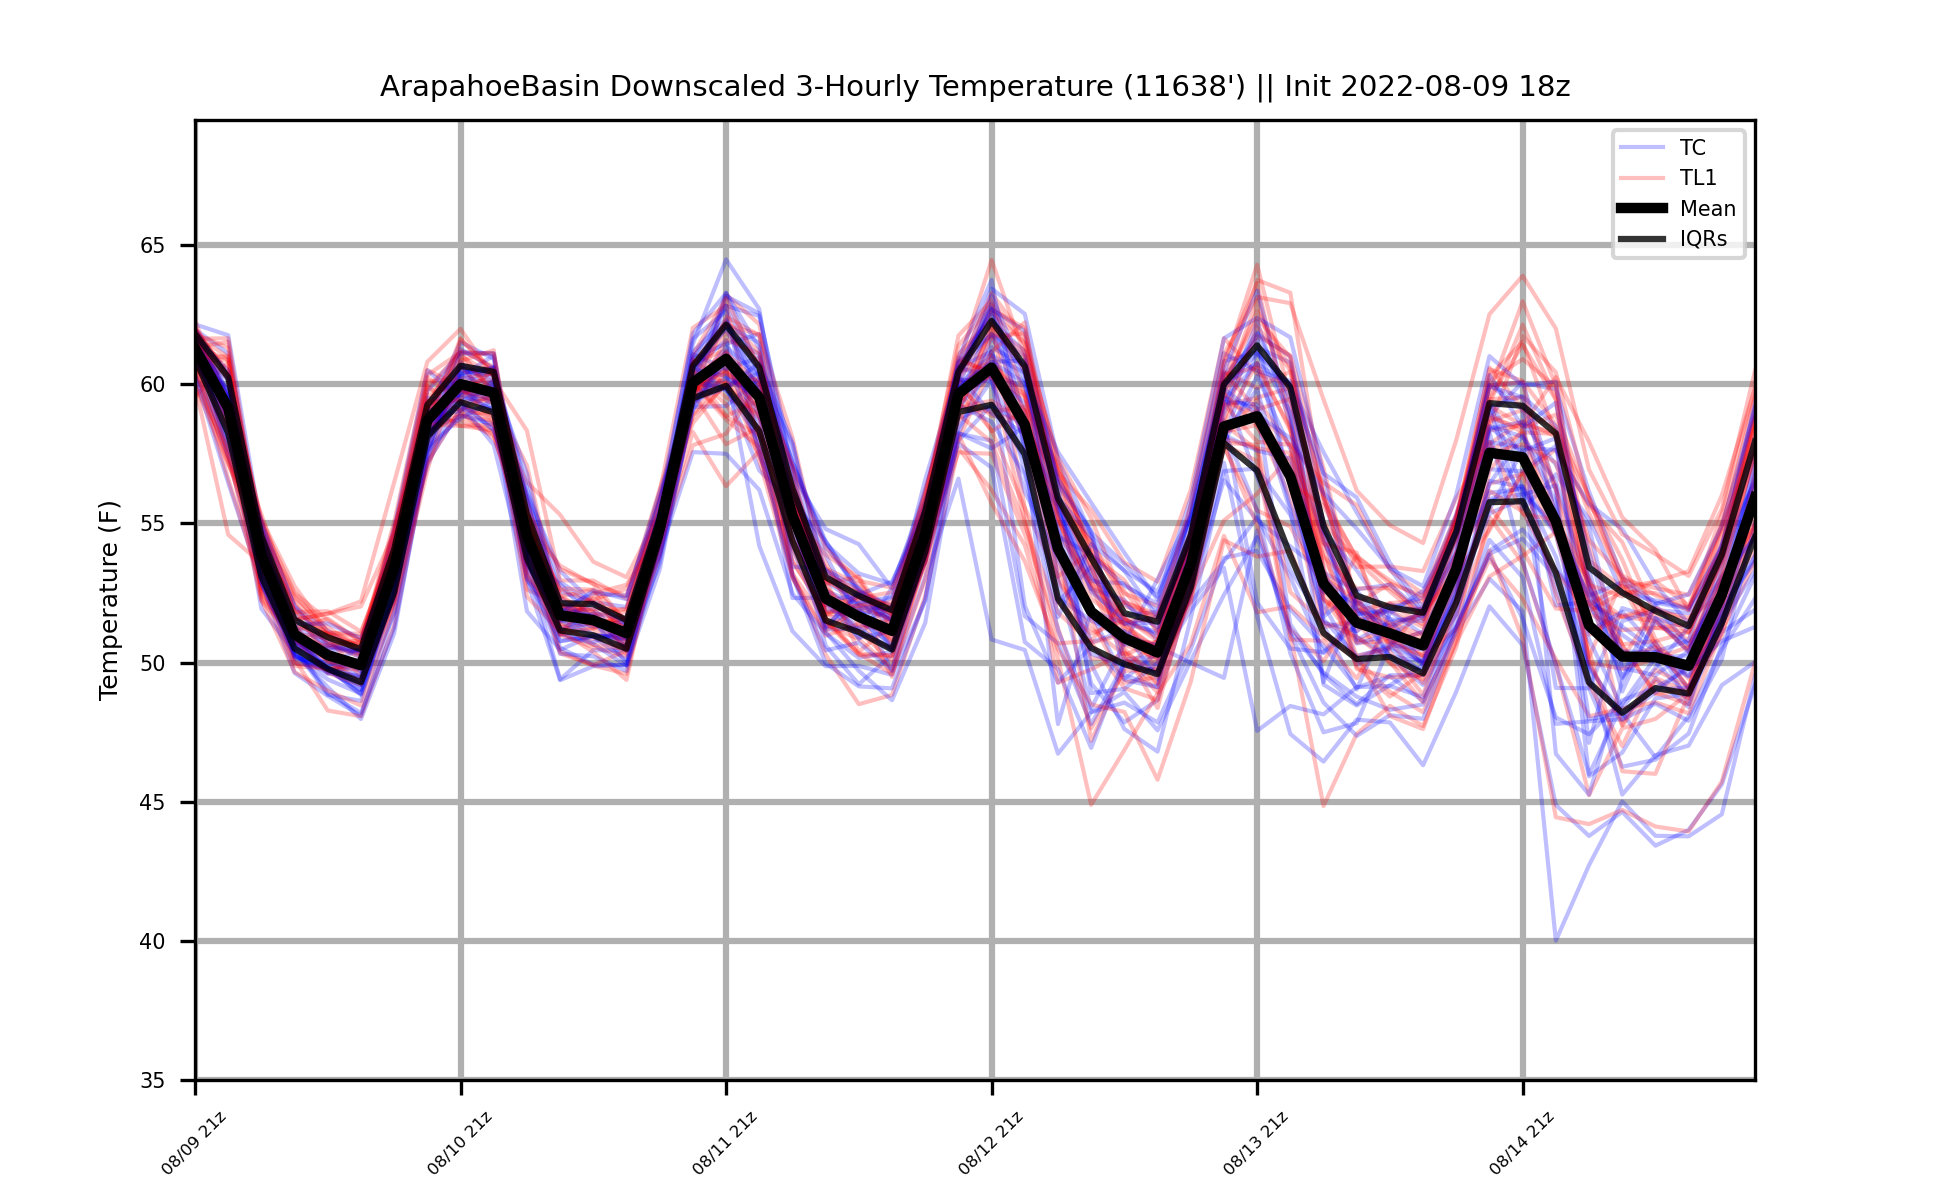 ArapahoeBasin Downscaled 3-Hourly Temperature (11638') || Init 2022-08-09 18z
TC
TL1
Mean
IQRs
Temperature (F)
65
60
55
50
45
40
35
08/09 21z
08/10 21z
08/11 21z
08/12 21z
08/13 21z
08/14 21z